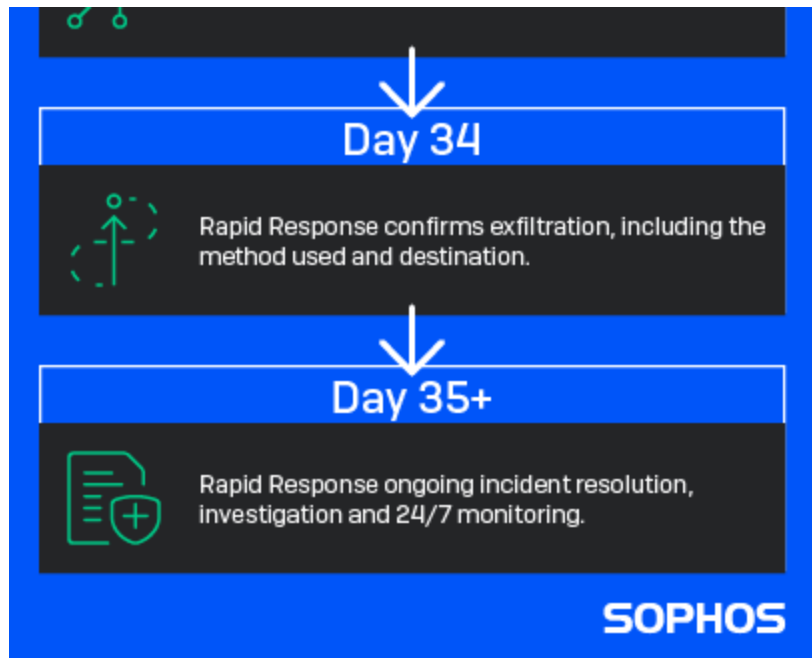 Day 34
Rapid Response confirms exfiltration, including the
method used and destination.
Day 35+
Rapid Response ongoing incident resolution,
investigation and 24/7 monitoring.
SOPHOS